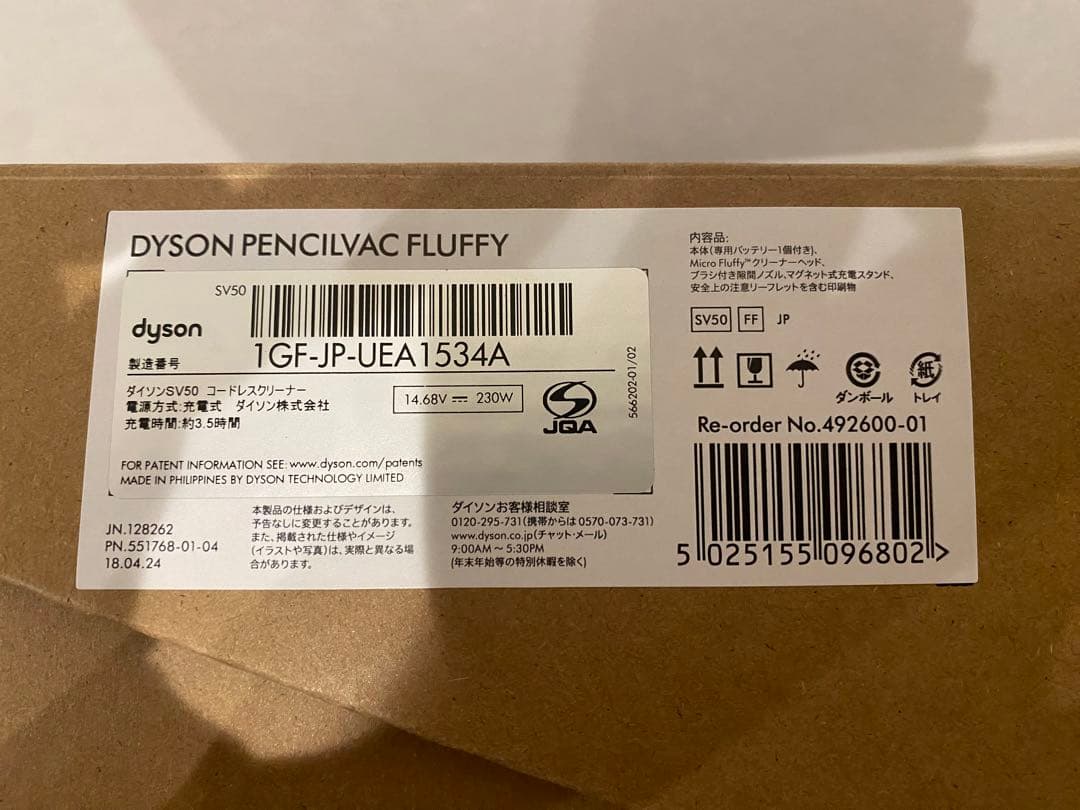 DYSON PENCILVAC FLUFFY
SV50
dyson
製造番号
1GF-JP-UEA1534A
ダイソンSV50 コードレスクリーナー
電源方式:充電式 ダイソン株式会社
充電時間:約3.5時間
14.68V ⎓ 230W
JQA
566202-01/02
FOR PATENT INFORMATION SEE: www.dyson.com/patents
MADE IN PHILIPPINES BY DYSON TECHNOLOGY LIMITED
JN.128262
PN.551768-01-04
18.04.24
本製品の仕様およびデザインは、
予告なしに変更することがあります。
また、掲載された仕様やイメージ
(イラストや写真)は、実際と異なる場
合があります。
ダイソンお客様相談室
0120-295-731(携帯からは 0570-073-731)
www.dyson.co.jp(チャット・メール)
9:00AM ~ 5:30PM
(年末年始等の特別休暇を除く)
内容品:
本体(専用バッテリー1個付き)、
Micro Fluffy™クリーナーヘッド、
ブラシ付き隙間ノズル、マグネット式充電スタンド、
安全上の注意リーフレットを含む印刷物
SV50 FF JP
ダンボール
紙
トレイ
Re-order No.492600-01
5 025155 096802 >